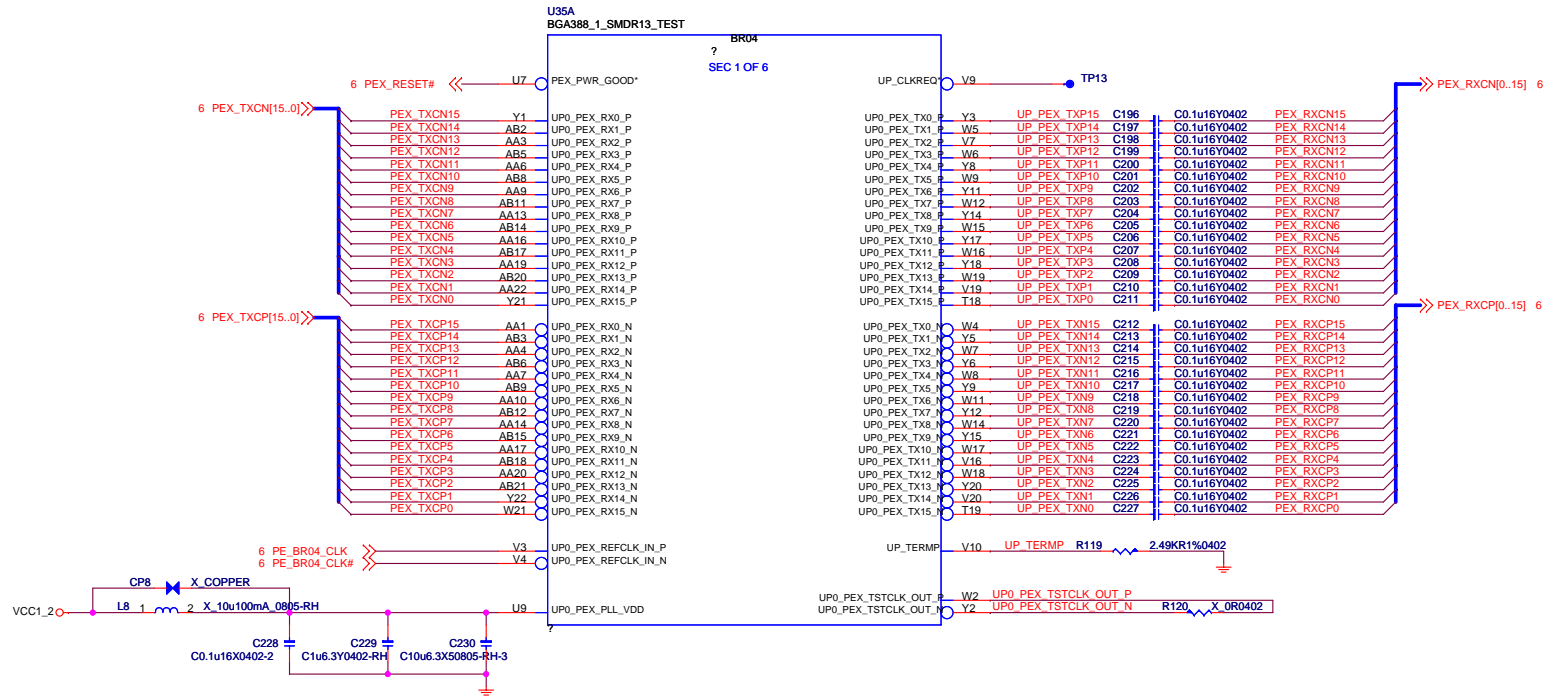 U35A
BGA388_1_SMDR13_TEST
BR04
?
SEC 1 OF 6
6 PEX_RESET# U7 PEX_PWR_GOOD* UP_CLKREQ* V9 TP13 PEX_RXCN[0..15] 6
6 PEX_TXCN[15..0]
PEX_TXCN15 Y1 UP0_PEX_RX0_P UP0_PEX_TX0_P Y3 UP_PEX_TXP15 C196 C0.1u16Y0402 PEX_RXCN15
PEX_TXCN14 AB2 UP0_PEX_RX1_P UP0_PEX_TX1_P W5 UP_PEX_TXP14 C197 C0.1u16Y0402 PEX_RXCN14
PEX_TXCN13 AA3 UP0_PEX_RX2_P UP0_PEX_TX2_P V7 UP_PEX_TXP13 C198 C0.1u16Y0402 PEX_RXCN13
PEX_TXCN12 AB5 UP0_PEX_RX3_P UP0_PEX_TX3_P W6 UP_PEX_TXP12 C199 C0.1u16Y0402 PEX_RXCN12
PEX_TXCN11 AA6 UP0_PEX_RX4_P UP0_PEX_TX4_P Y8 UP_PEX_TXP11 C200 C0.1u16Y0402 PEX_RXCN11
PEX_TXCN10 AB8 UP0_PEX_RX5_P UP0_PEX_TX5_P W9 UP_PEX_TXP10 C201 C0.1u16Y0402 PEX_RXCN10
PEX_TXCN9 AA9 UP0_PEX_RX6_P UP0_PEX_TX6_P Y11 UP_PEX_TXP9 C202 C0.1u16Y0402 PEX_RXCN9
PEX_TXCN8 AB11 UP0_PEX_RX7_P UP0_PEX_TX7_P W12 UP_PEX_TXP8 C203 C0.1u16Y0402 PEX_RXCN8
PEX_TXCN7 AA13 UP0_PEX_RX8_P UP0_PEX_TX8_P Y14 UP_PEX_TXP7 C204 C0.1u16Y0402 PEX_RXCN7
PEX_TXCN6 AB14 UP0_PEX_RX9_P UP0_PEX_TX9_P W15 UP_PEX_TXP6 C205 C0.1u16Y0402 PEX_RXCN6
PEX_TXCN5 AA16 UP0_PEX_RX10_P UP0_PEX_TX10_P Y17 UP_PEX_TXP5 C206 C0.1u16Y0402 PEX_RXCN5
PEX_TXCN4 AB17 UP0_PEX_RX11_P UP0_PEX_TX11_P W16 UP_PEX_TXP4 C207 C0.1u16Y0402 PEX_RXCN4
PEX_TXCN3 AA19 UP0_PEX_RX12_P UP0_PEX_TX12_P Y18 UP_PEX_TXP3 C208 C0.1u16Y0402 PEX_RXCN3
PEX_TXCN2 AB20 UP0_PEX_RX13_P UP0_PEX_TX13_P W19 UP_PEX_TXP2 C209 C0.1u16Y0402 PEX_RXCN2
PEX_TXCN1 AA22 UP0_PEX_RX14_P UP0_PEX_TX14_P V19 UP_PEX_TXP1 C210 C0.1u16Y0402 PEX_RXCN1
PEX_TXCN0 Y21 UP0_PEX_RX15_P UP0_PEX_TX15_P T18 UP_PEX_TXP0 C211 C0.1u16Y0402 PEX_RXCN0
6 PEX_TXCP[15..0] PEX_RXCP[0..15] 6
PEX_TXCP15 AA1 UP0_PEX_RX0_N UP0_PEX_TX0_N W4 UP_PEX_TXN15 C212 C0.1u16Y0402 PEX_RXCP15
PEX_TXCP14 AB3 UP0_PEX_RX1_N UP0_PEX_TX1_N Y5 UP_PEX_TXN14 C213 C0.1u16Y0402 PEX_RXCP14
PEX_TXCP13 AA4 UP0_PEX_RX2_N UP0_PEX_TX2_N W7 UP_PEX_TXN13 C214 C0.1u16Y0402 PEX_RXCP13
PEX_TXCP12 AB6 UP0_PEX_RX3_N UP0_PEX_TX3_N Y6 UP_PEX_TXN12 C215 C0.1u16Y0402 PEX_RXCP12
PEX_TXCP11 AA7 UP0_PEX_RX4_N UP0_PEX_TX4_N W8 UP_PEX_TXN11 C216 C0.1u16Y0402 PEX_RXCP11
PEX_TXCP10 AB9 UP0_PEX_RX5_N UP0_PEX_TX5_N Y9 UP_PEX_TXN10 C217 C0.1u16Y0402 PEX_RXCP10
PEX_TXCP9 AA10 UP0_PEX_RX6_N UP0_PEX_TX6_N W11 UP_PEX_TXN9 C218 C0.1u16Y0402 PEX_RXCP9
PEX_TXCP8 AB12 UP0_PEX_RX7_N UP0_PEX_TX7_N Y12 UP_PEX_TXN8 C219 C0.1u16Y0402 PEX_RXCP8
PEX_TXCP7 AA14 UP0_PEX_RX8_N UP0_PEX_TX8_N W14 UP_PEX_TXN7 C220 C0.1u16Y0402 PEX_RXCP7
PEX_TXCP6 AB15 UP0_PEX_RX9_N UP0_PEX_TX9_N Y15 UP_PEX_TXN6 C221 C0.1u16Y0402 PEX_RXCP6
PEX_TXCP5 AA17 UP0_PEX_RX10_N UP0_PEX_TX10_N W17 UP_PEX_TXN5 C222 C0.1u16Y0402 PEX_RXCP5
PEX_TXCP4 AB18 UP0_PEX_RX11_N UP0_PEX_TX11_N V16 UP_PEX_TXN4 C223 C0.1u16Y0402 PEX_RXCP4
PEX_TXCP3 AA20 UP0_PEX_RX12_N UP0_PEX_TX12_N W18 UP_PEX_TXN3 C224 C0.1u16Y0402 PEX_RXCP3
PEX_TXCP2 AB21 UP0_PEX_RX13_N UP0_PEX_TX13_N Y20 UP_PEX_TXN2 C225 C0.1u16Y0402 PEX_RXCP2
PEX_TXCP1 Y22 UP0_PEX_RX14_N UP0_PEX_TX14_N V20 UP_PEX_TXN1 C226 C0.1u16Y0402 PEX_RXCP1
PEX_TXCP0 W21 UP0_PEX_RX15_N UP0_PEX_TX15_N T19 UP_PEX_TXN0 C227 C0.1u16Y0402 PEX_RXCP0
6 PE_BR04_CLK V3 UP0_PEX_REFCLK_IN_P UP_TERMP V10 UP_TERMP R119 2.49KR1%0402
6 PE_BR04_CLK# V4 UP0_PEX_REFCLK_IN_N
CP8 X_COPPER
UP0_PEX_TSTCLK_OUT_P W2 UP0_PEX_TSTCLK_OUT_P
VCC1_2 L8 1 2 X_10u100mA_0805-RH U9 UP0_PEX_PLL_VDD UP0_PEX_TSTCLK_OUT_N Y2 UP0_PEX_TSTCLK_OUT_N R120 X_0R0402
?
C228 C229 C230
C0.1u16X0402-2 C1u6.3Y0402-RH C10u6.3X50805-RH-3